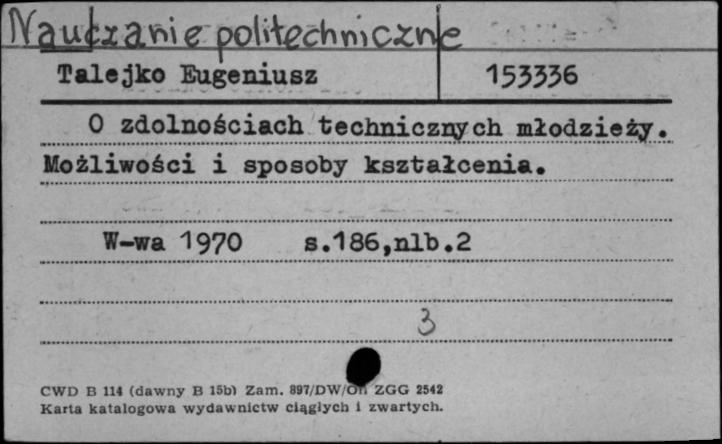 Nauczanie politechniczne
Talejko Eugeniusz 153336
O zdolnościach technicznych młodzieży.
Możliwości i sposoby kształcenia.
W-wa 1970 s.186,nlb.2
3
CWD B 114 (dawny B 15b) Zam. 897/DW/On ZGG 2542
Karta katalogowa wydawnictw ciągłych i zwartych.